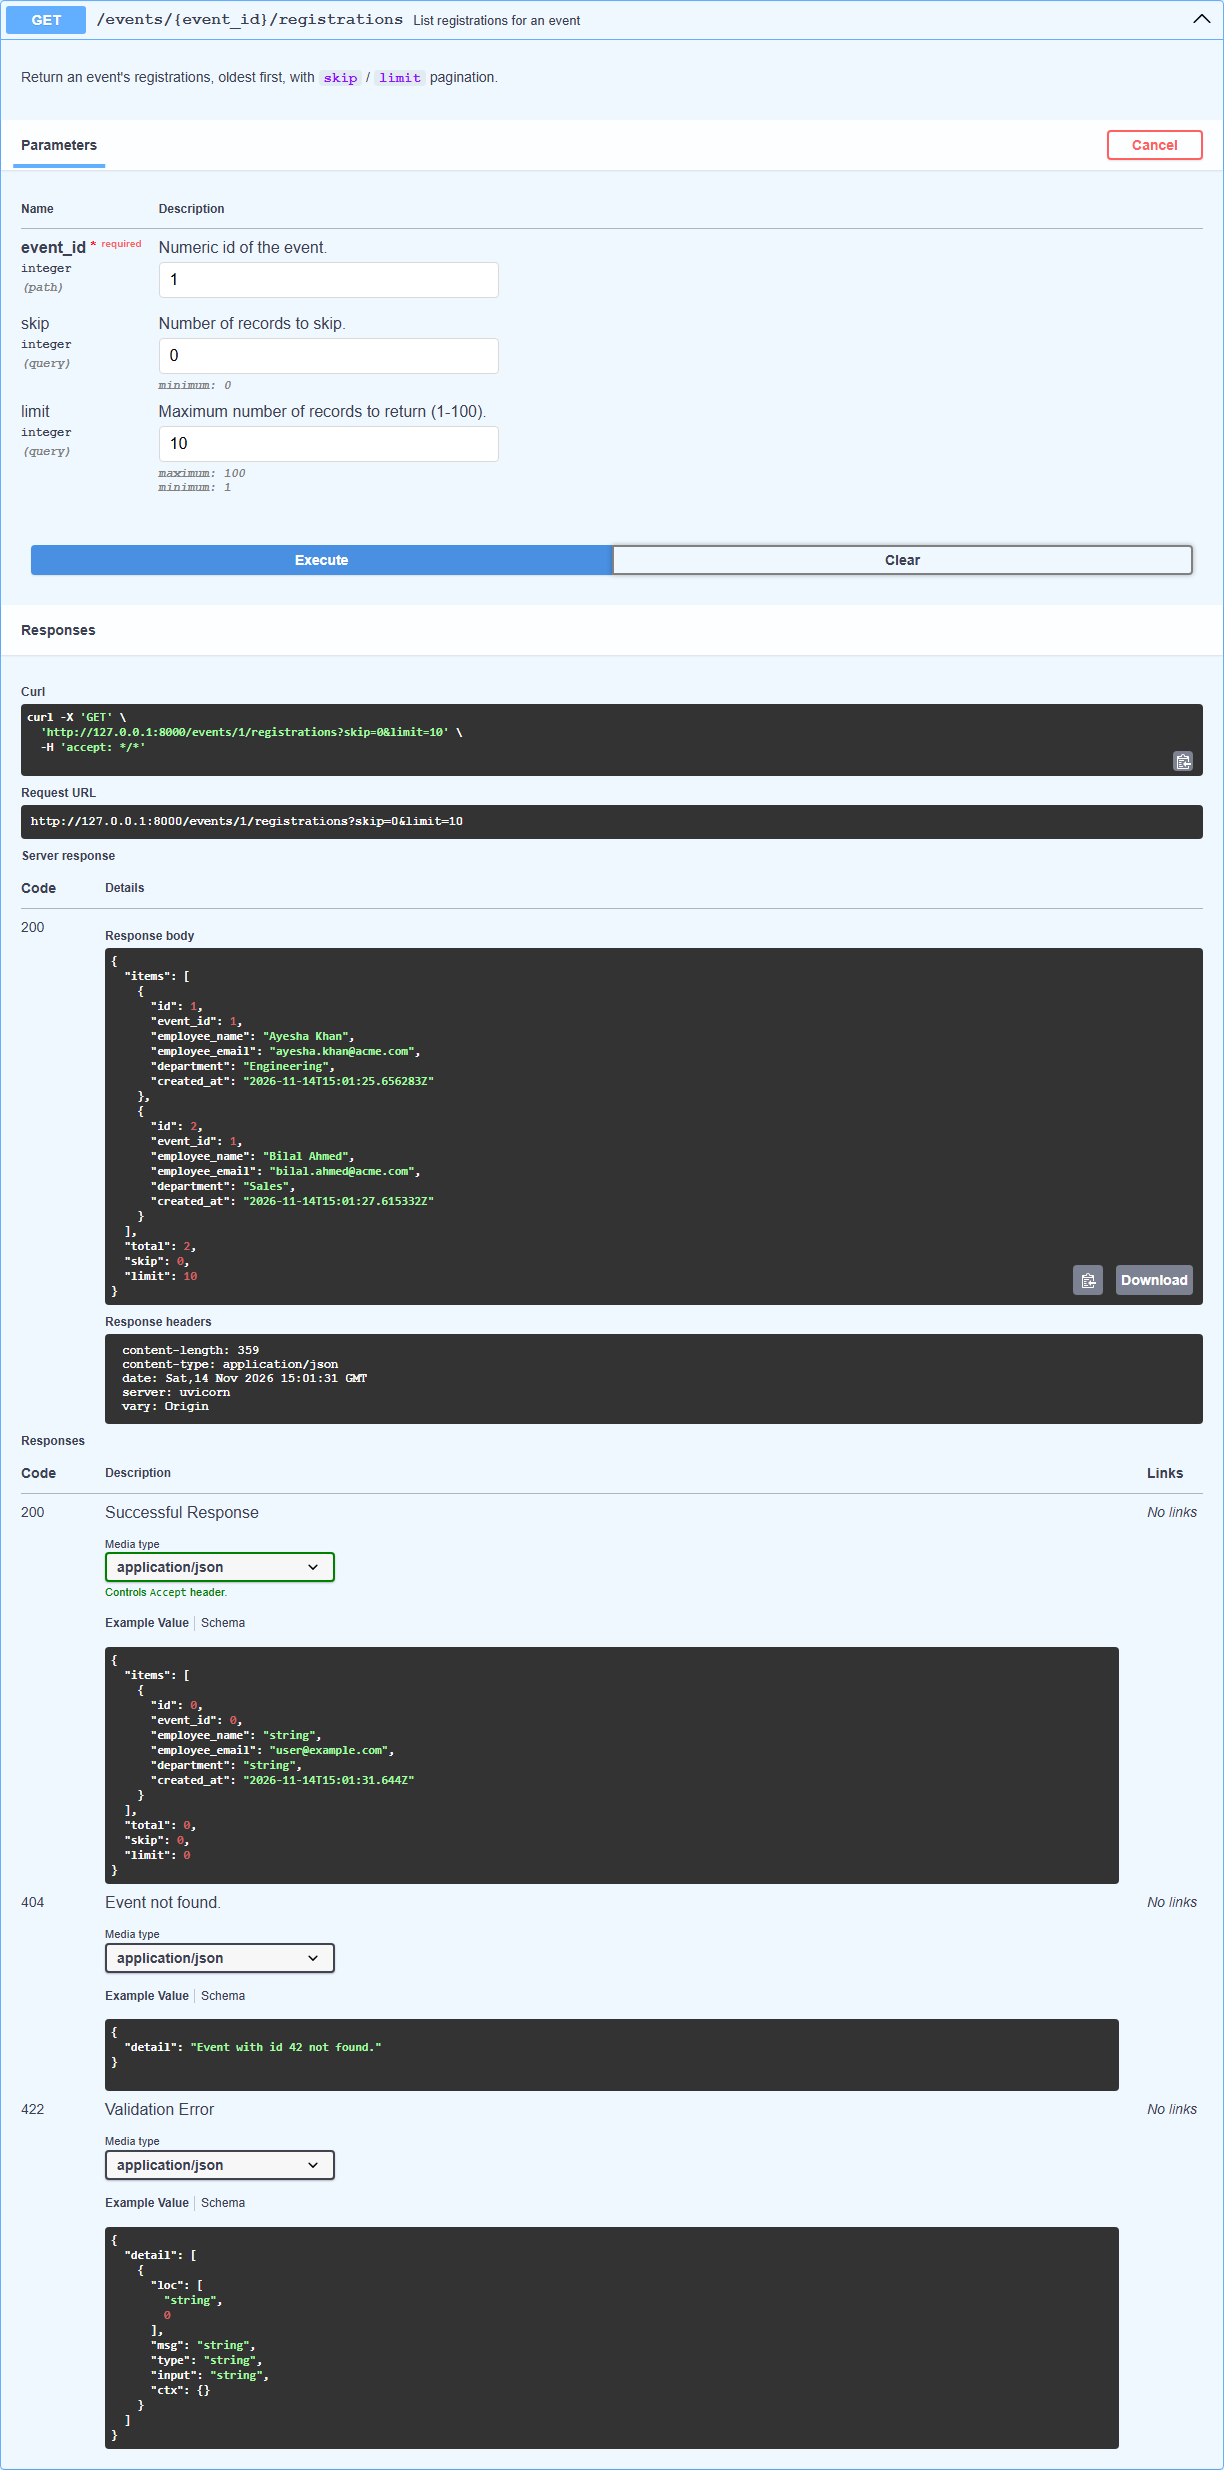 GET /events/{event_id}/registrations List registrations for an event
Return an event's registrations, oldest first, with skip / limit pagination.
Parameters
Cancel
Name Description
event_id * required
integer
(path)
Numeric id of the event.
1
skip
integer
(query)
Number of records to skip.
0
minimum: 0
limit
integer
(query)
Maximum number of records to return (1-100).
10
maximum: 100
minimum: 1
Execute
Clear
Responses
Curl
curl -X 'GET' \
  'http://127.0.0.1:8000/events/1/registrations?skip=0&limit=10' \
  -H 'accept: */*'
Request URL
http://127.0.0.1:8000/events/1/registrations?skip=0&limit=10
Server response
Code Details
200
Response body
{
  "items": [
    {
      "id": 1,
      "event_id": 1,
      "employee_name": "Ayesha Khan",
      "employee_email": "ayesha.khan@acme.com",
      "department": "Engineering",
      "created_at": "2026-11-14T15:01:25.656283Z"
    },
    {
      "id": 2,
      "event_id": 1,
      "employee_name": "Bilal Ahmed",
      "employee_email": "bilal.ahmed@acme.com",
      "department": "Sales",
      "created_at": "2026-11-14T15:01:27.615332Z"
    }
  ],
  "total": 2,
  "skip": 0,
  "limit": 10
}
Download
Response headers
content-length: 359
content-type: application/json
date: Sat,14 Nov 2026 15:01:31 GMT
server: uvicorn
vary: Origin
Responses
Code Description Links
200 Successful Response No links
Media type
application/json
Controls Accept header.
Example Value Schema
{
  "items": [
    {
      "id": 0,
      "event_id": 0,
      "employee_name": "string",
      "employee_email": "user@example.com",
      "department": "string",
      "created_at": "2026-11-14T15:01:31.644Z"
    }
  ],
  "total": 0,
  "skip": 0,
  "limit": 0
}
404 Event not found. No links
Media type
application/json
Example Value Schema
{
  "detail": "Event with id 42 not found."
}
422 Validation Error No links
Media type
application/json
Example Value Schema
{
  "detail": [
    {
      "loc": [
        "string",
        0
      ],
      "msg": "string",
      "type": "string",
      "input": "string",
      "ctx": {}
    }
  ]
}